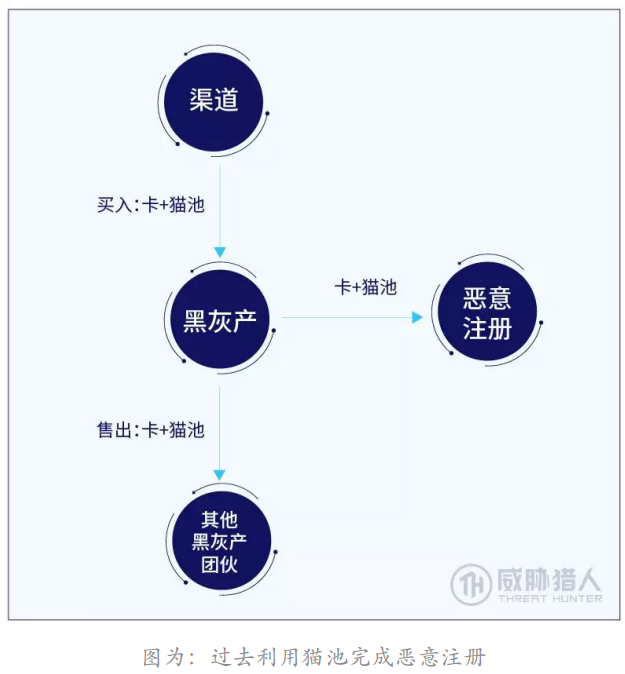 渠道
买入:卡+猫池
黑灰产
卡+猫池
恶意
注册
售出:卡+猫池
其他
黑灰产
团伙
TH 威胁猎人
THREAT HUNTER
图为：过去利用猫池完成恶意注册